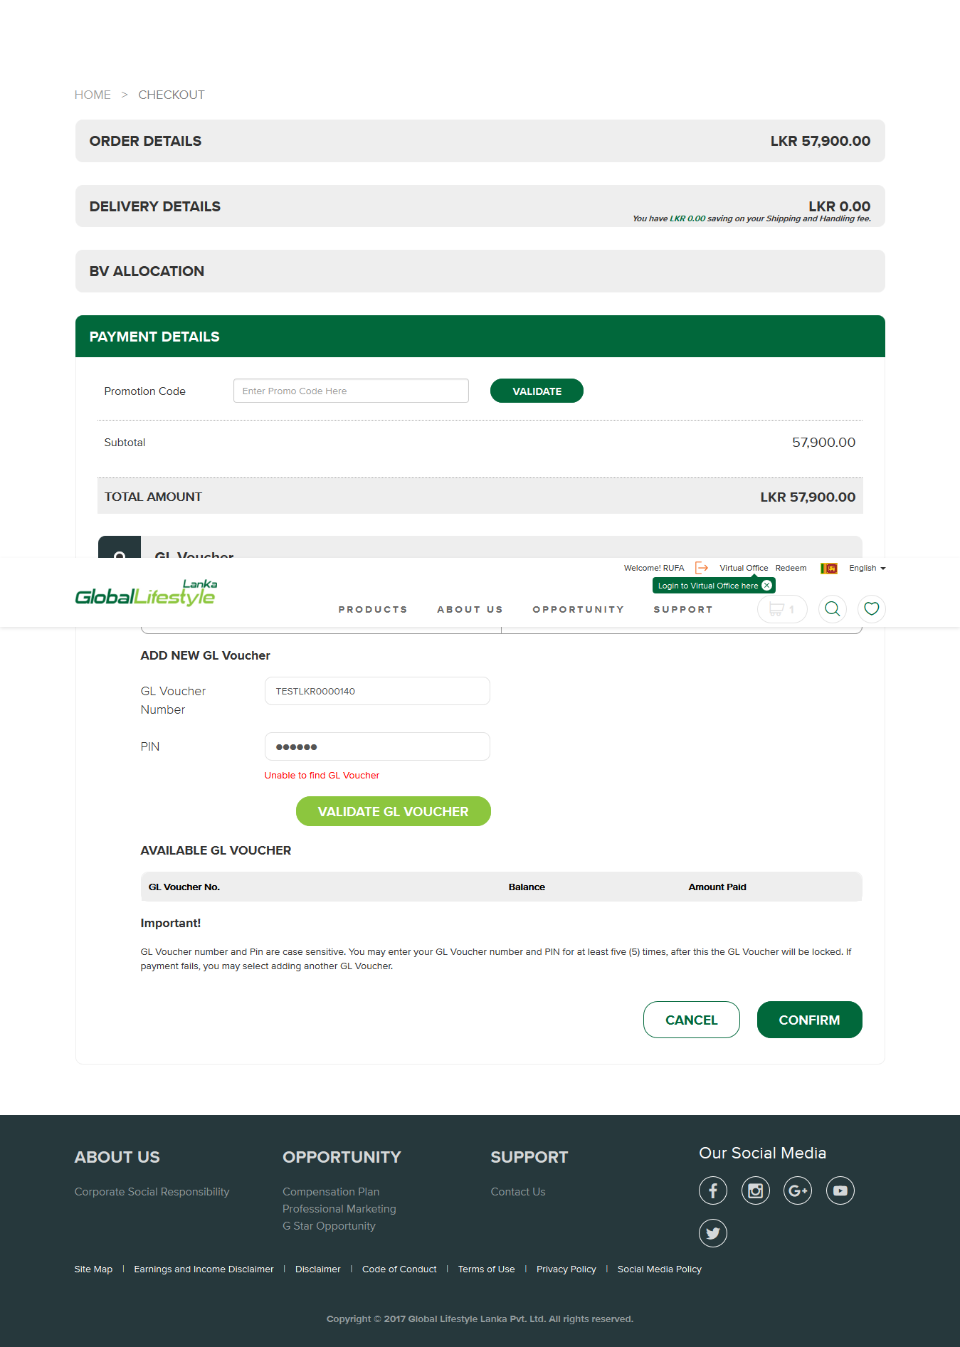 HOME > CHECKOUT
ORDER DETAILS LKR 57,900.00
DELIVERY DETAILS LKR 0.00
You have LKR 0.00 saving on your Shipping and Handling fee.
BV ALLOCATION
PAYMENT DETAILS
Promotion Code Enter Promo Code Here VALIDATE
Subtotal 57,900.00
TOTAL AMOUNT LKR 57,900.00
GL Voucher
Welcome! RUFA Virtual Office Redeem English
Login to Virtual Office here
Lanka
GlobalLifestyle
PRODUCTS ABOUT US OPPORTUNITY SUPPORT 1
ADD NEW GL Voucher
GL Voucher
Number
TESTLKR0000140
PIN ●●●●●●
Unable to find GL Voucher
VALIDATE GL VOUCHER
AVAILABLE GL VOUCHER
GL Voucher No. Balance Amount Paid
Important!
GL Voucher number and Pin are case sensitive. You may enter your GL Voucher number and PIN for at least five (5) times, after this the GL Voucher will be locked. If
payment fails, you may select adding another GL Voucher.
CANCEL CONFIRM
ABOUT US OPPORTUNITY SUPPORT Our Social Media
Corporate Social Responsibility Compensation Plan Contact Us
Professional Marketing
G Star Opportunity
Site Map | Earnings and Income Disclaimer | Disclaimer | Code of Conduct | Terms of Use | Privacy Policy | Social Media Policy
Copyright © 2017 Global Lifestyle Lanka Pvt. Ltd. All rights reserved.